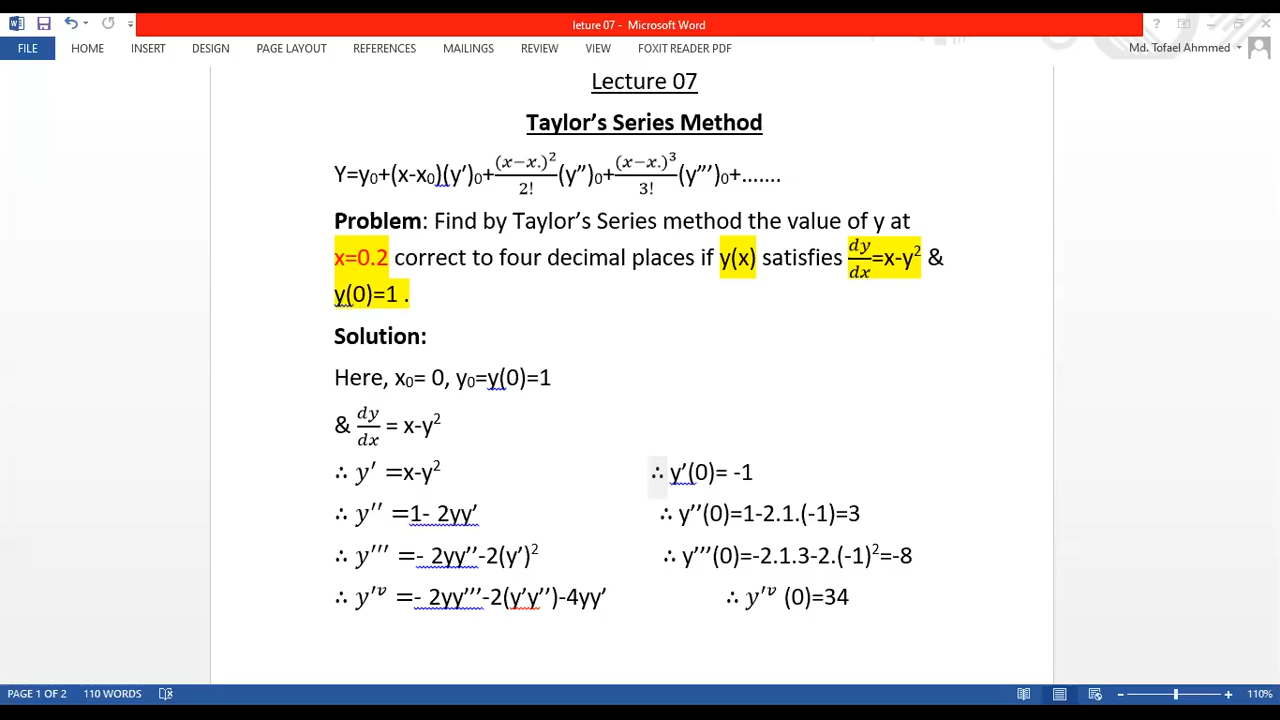 leture 07 - Microsoft Word
FILE HOME INSERT DESIGN PAGE LAYOUT REFERENCES MAILINGS REVIEW VIEW FOXIT READER PDF Md. Tofael Ahmmed
Lecture 07
Taylor’s Series Method
Y=y₀+(x-x₀)(y’)₀+(x−x.)²/2!(y’’)₀+(x−x.)³/3!(y’’’)₀+.......
Problem: Find by Taylor’s Series method the value of y at
x=0.2 correct to four decimal places if y(x) satisfies dy/dx=x-y² &
y(0)=1 .
Solution:
Here, x₀= 0, y₀=y(0)=1
& dy/dx = x-y²
∴ y′ =x-y² ∴ y’(0)= -1
∴ y′′ =1- 2yy’ ∴ y’’(0)=1-2.1.(-1)=3
∴ y′′′ =- 2yy’’-2(y’)² ∴ y’’’(0)=-2.1.3-2.(-1)²=-8
∴ y′ᵛ =- 2yy’’’-2(y’y’’)-4yy’ ∴ y′ᵛ (0)=34
PAGE 1 OF 2 110 WORDS 110%